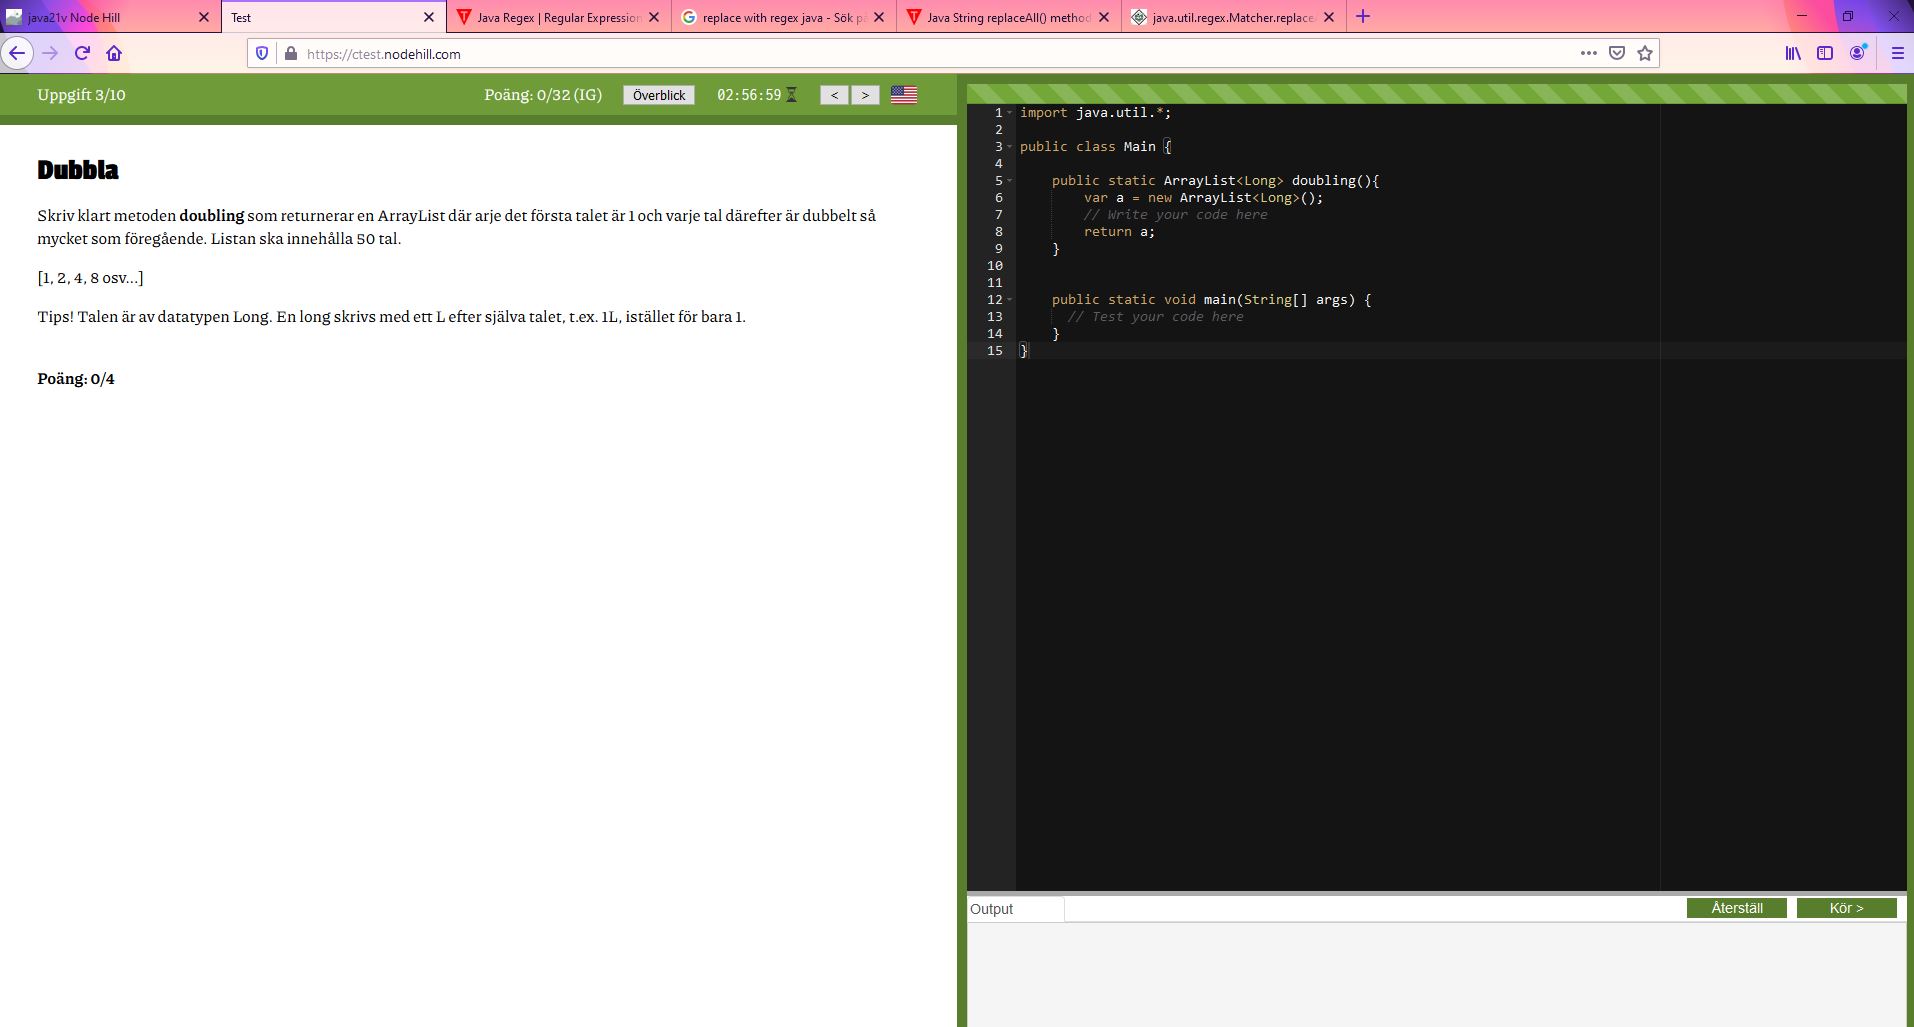 java21v Node Hill
Test
Java Regex | Regular Expression
replace with regex java - Sök p
Java String replaceAll() method
java.util.regex.Matcher.replace
https://ctest.nodehill.com
Uppgift 3/10
Poäng: 0/32 (IG)
Överblick
02:56:59
<
>
Dubbla
Skriv klart metoden doubling som returnerar en ArrayList där arje det första talet är 1 och varje tal därefter är dubbelt så
mycket som föregående. Listan ska innehålla 50 tal.
[1, 2, 4, 8 osv...]
Tips! Talen är av datatypen Long. En long skrivs med ett L efter själva talet, t.ex. 1L, istället för bara 1.
Poäng: 0/4
1 import java.util.*;
2
3 public class Main {
4
5 public static ArrayList<Long> doubling(){
6 var a = new ArrayList<Long>();
7 // Write your code here
8 return a;
9 }
10
11
12 public static void main(String[] args) {
13 // Test your code here
14 }
15 }
Output
Återställ
Kör >